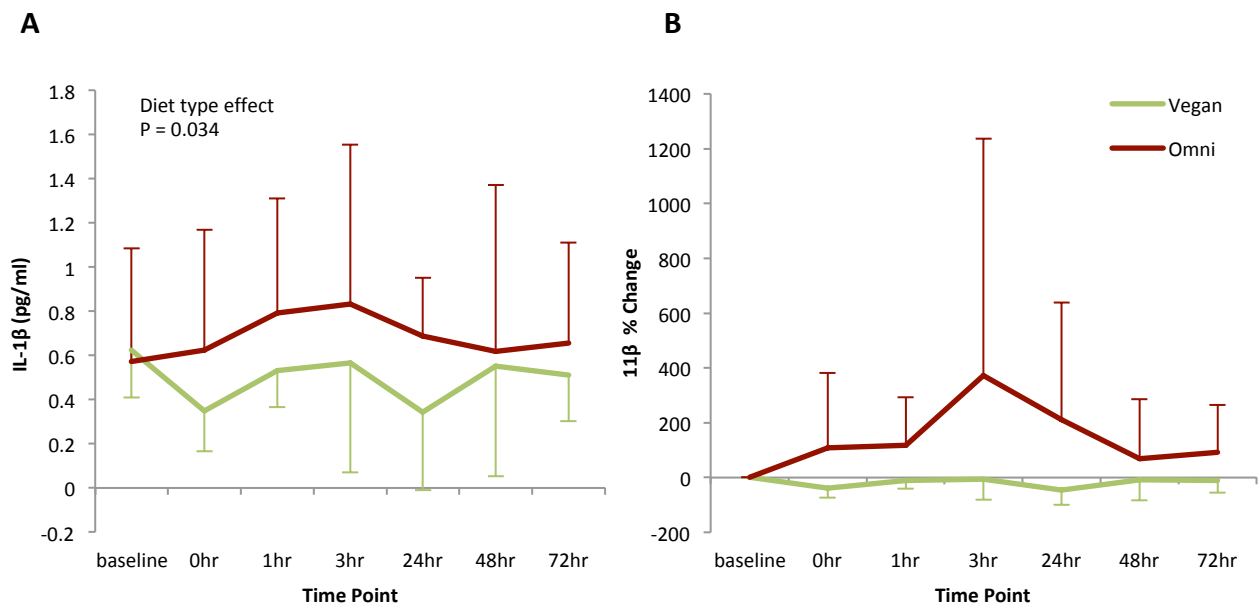 A
Diet type effect
P = 0.034
IL-1β (pg/ml)
1.8
1.6
1.4
1.2
1
0.8
0.6
0.4
0.2
0
-0.2
baseline 0hr 1hr 3hr 24hr 48hr 72hr
Time Point
B
Vegan
Omni
11β % Change
1400
1200
1000
800
600
400
200
0
-200
baseline 0hr 1hr 3hr 24hr 48hr 72hr
Time Point